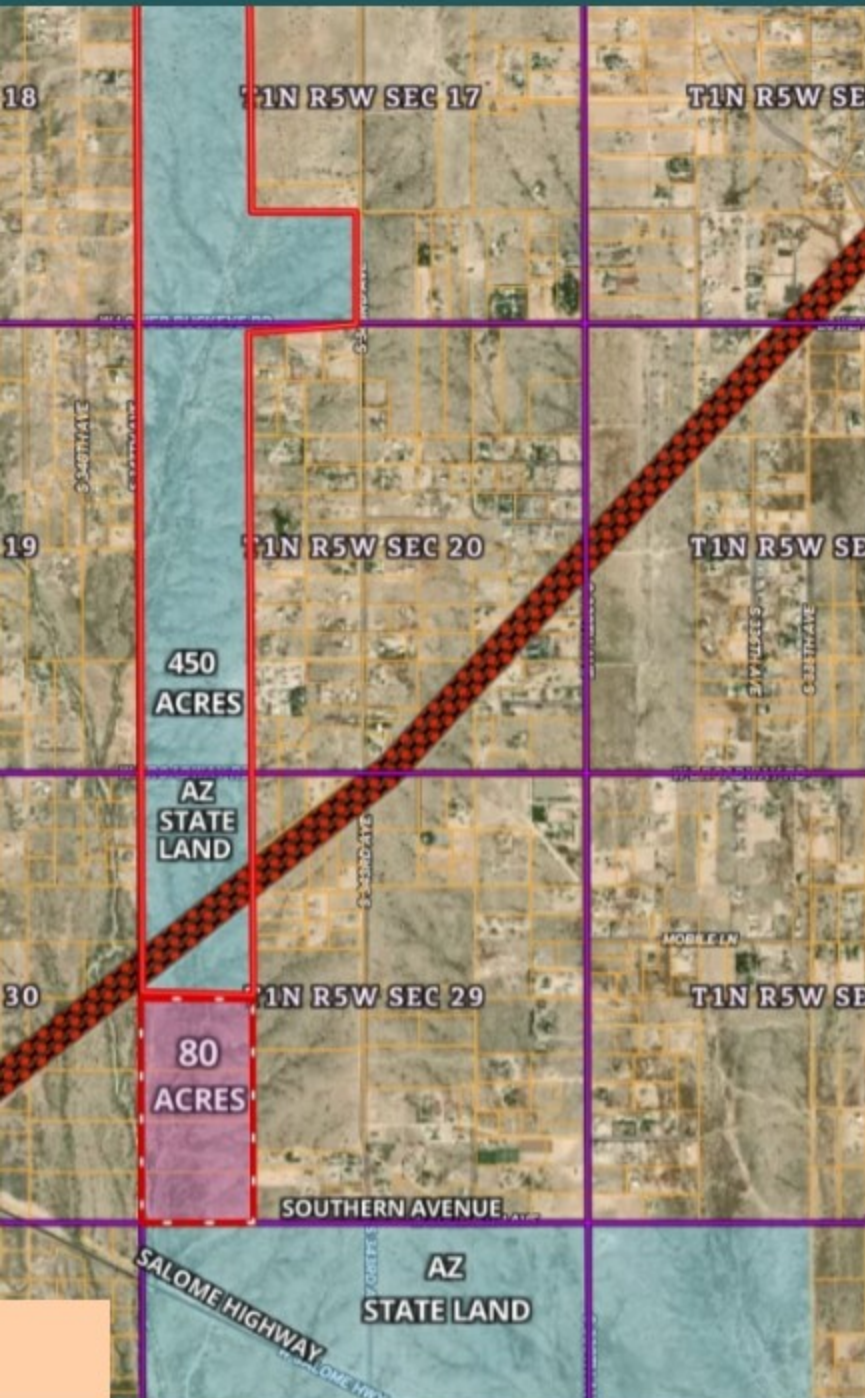 18
T1N R5W SEC 17
T1N R5W SE
19
T1N R5W SEC 20
T1N R5W SE
450
ACRES
AZ
STATE
LAND
S 343RD AVE
MOBILE LN
30
T1N R5W SEC 29
T1N R5W SE
80
ACRES
SOUTHERN AVENUE
SALOME HIGHWAY
AZ
STATE LAND